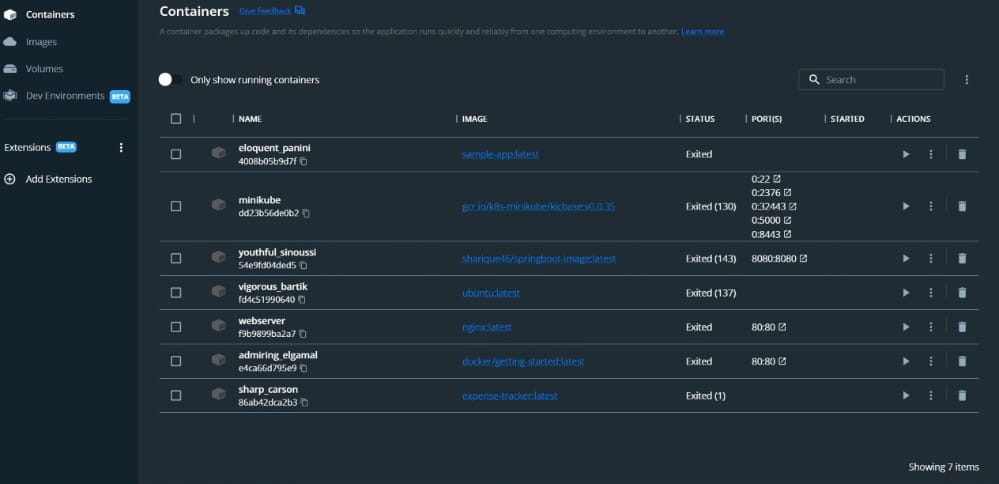 Containers
Images
Volumes
Dev Environments BETA
Extensions BETA
Add Extensions
Containers Give feedback
A container packages up code and its dependencies so the application runs quickly and reliably from one computing environment to another. Learn more
Only show running containers
Search
NAME IMAGE STATUS PORT(S) STARTED ACTIONS
eloquent_panini
4008b05b9d7f
sample-app:latest
Exited
minikube
dd23b56de0b2
gcr.io/k8s-minikube/kicbase:v0.0.35
Exited (130)
0:22
0:2376
0:32443
0:5000
0:8443
youthful_sinoussi
54e9fd04ded5
sharique46/springboot-image:latest
Exited (143)
8080:8080
vigorous_bartik
fd4c51990640
ubuntu:latest
Exited (137)
webserver
f9b9899ba2a7
nginx:latest
Exited
80:80
admiring_elgamal
e4ca66d795e9
docker/getting-started:latest
Exited
80:80
sharp_carson
86ab42dca2b3
expense-tracker:latest
Exited (1)
Showing 7 items